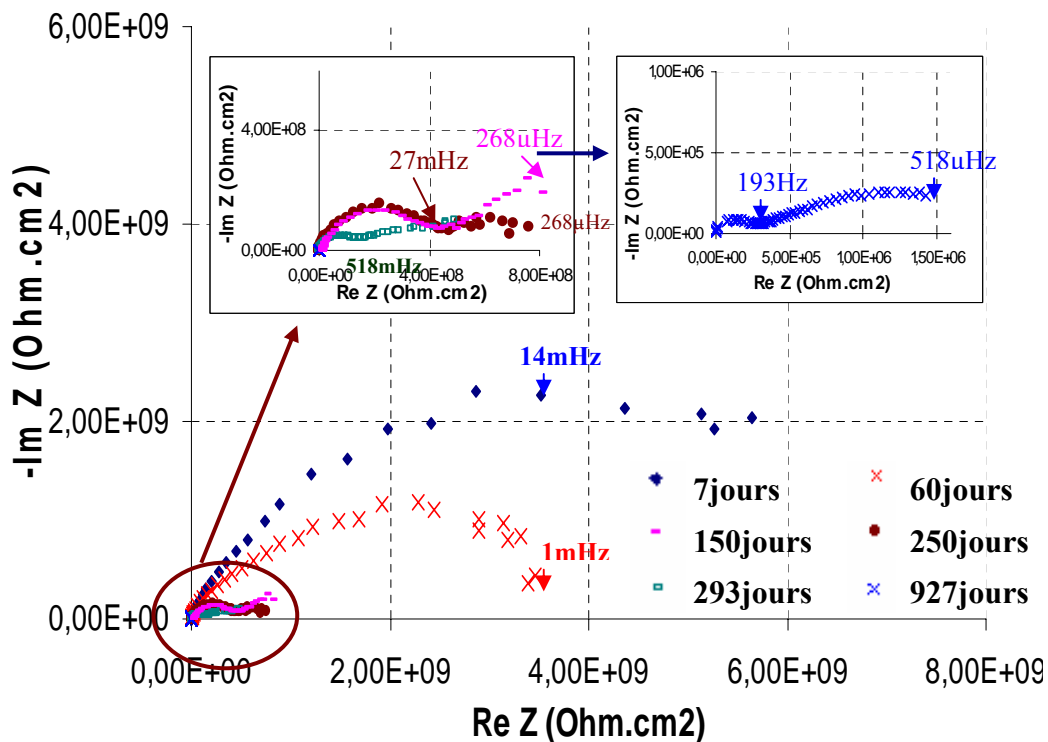 6,00E+09
4,00E+09
2,00E+09
0,00E+00
-Im Z (Ohm.cm2)
0,00E+00 2,00E+09 4,00E+09 6,00E+09 8,00E+09
Re Z (Ohm.cm2)
4,00E+08
0,00E+00
-Im Z (Ohm.cm2)
268uHz
27mHz
268uHz
518mHz
0,00E+00 4,00E+08 8,00E+08
Re Z (Ohm.cm2)
1,00E+06
5,00E+05
0,00E+00
-Im Z (Ohm.cm2)
193Hz
518uHz
0,00E+00 5,00E+05 1,00E+06 1,50E+06
Re Z (Ohm.cm2)
14mHz
1mHz
7jours 60jours
150jours 250jours
293jours 927jours